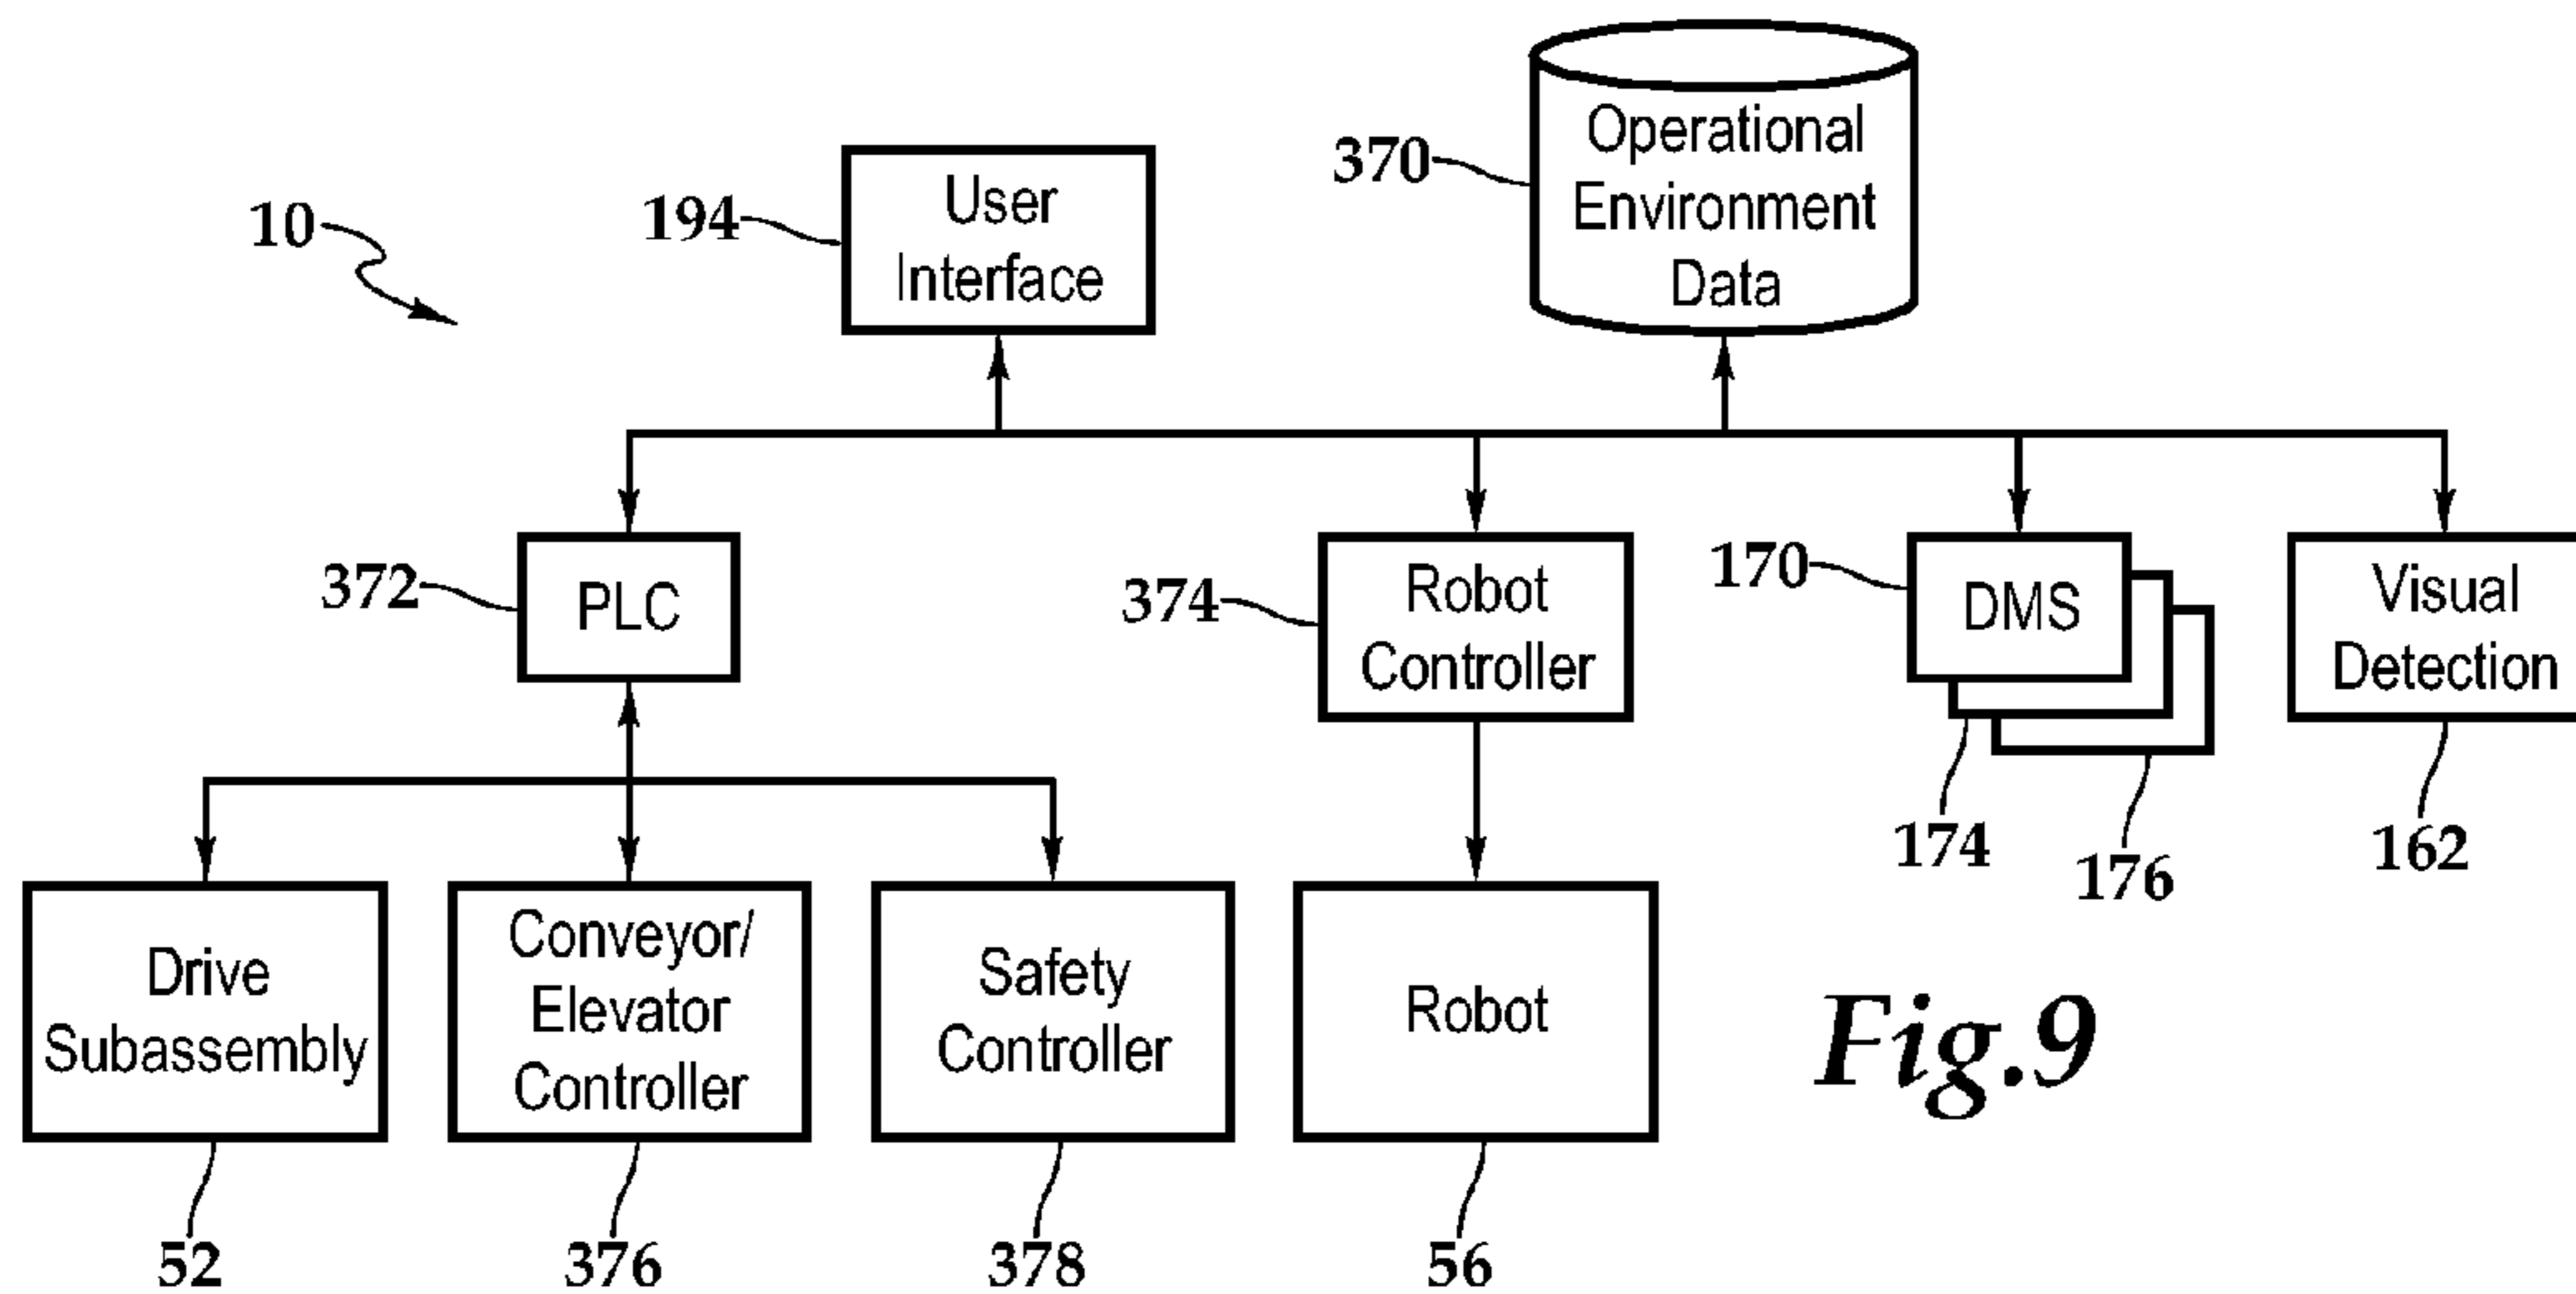 10
194
User
Interface
370
Operational
Environment
Data
372
PLC
374
Robot
Controller
170
DMS
174
176
Visual
Detection
162
Drive
Subassembly
52
Conveyor/
Elevator
Controller
376
Safety
Controller
378
Robot
56
Fig.9